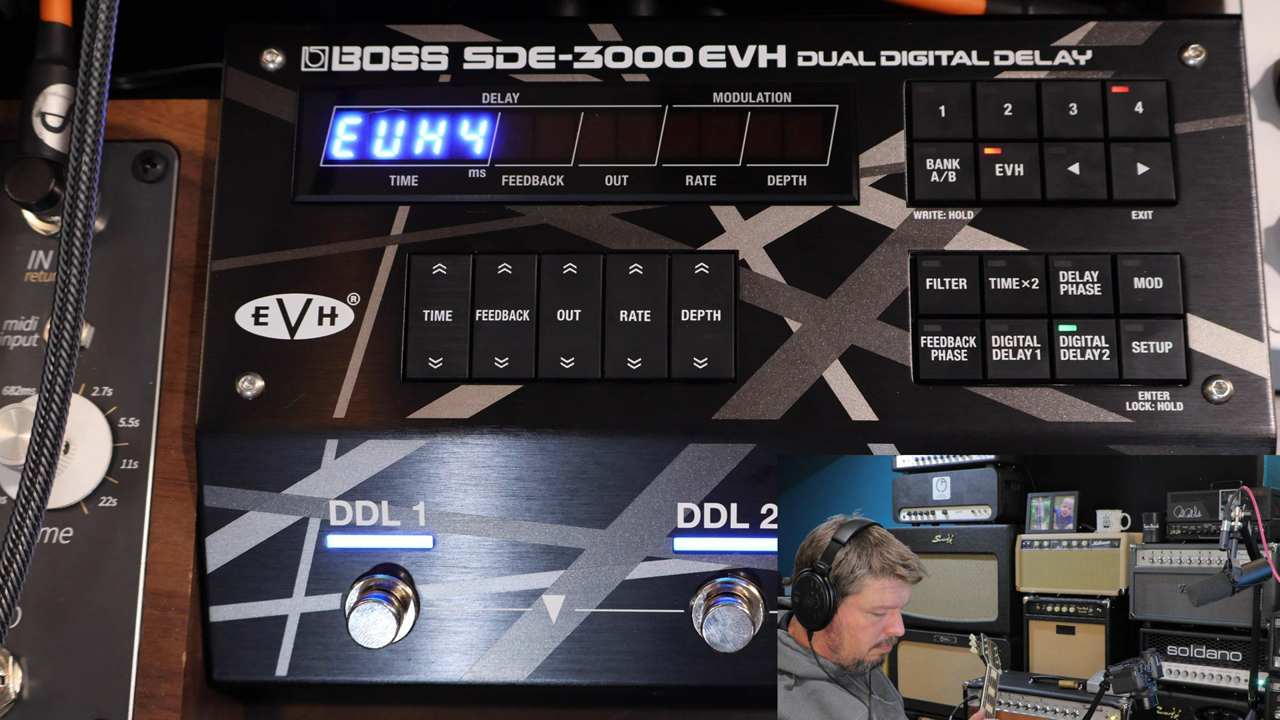 BOSS SDE-3000 EVH DUAL DIGITAL DELAY
DELAY
MODULATION
EVH4
ms
TIME
FEEDBACK
OUT
RATE
DEPTH
1
2
3
4
BANK A/B
EVH
WRITE: HOLD
EXIT
EVH®
TIME
FEEDBACK
OUT
RATE
DEPTH
FILTER
TIME×2
DELAY PHASE
MOD
FEEDBACK PHASE
DIGITAL DELAY 1
DIGITAL DELAY 2
SETUP
ENTER
LOCK: HOLD
DDL 1
DDL 2
IN
midi
input
682ms
2.7s
5.5s
11s
22s
soldano